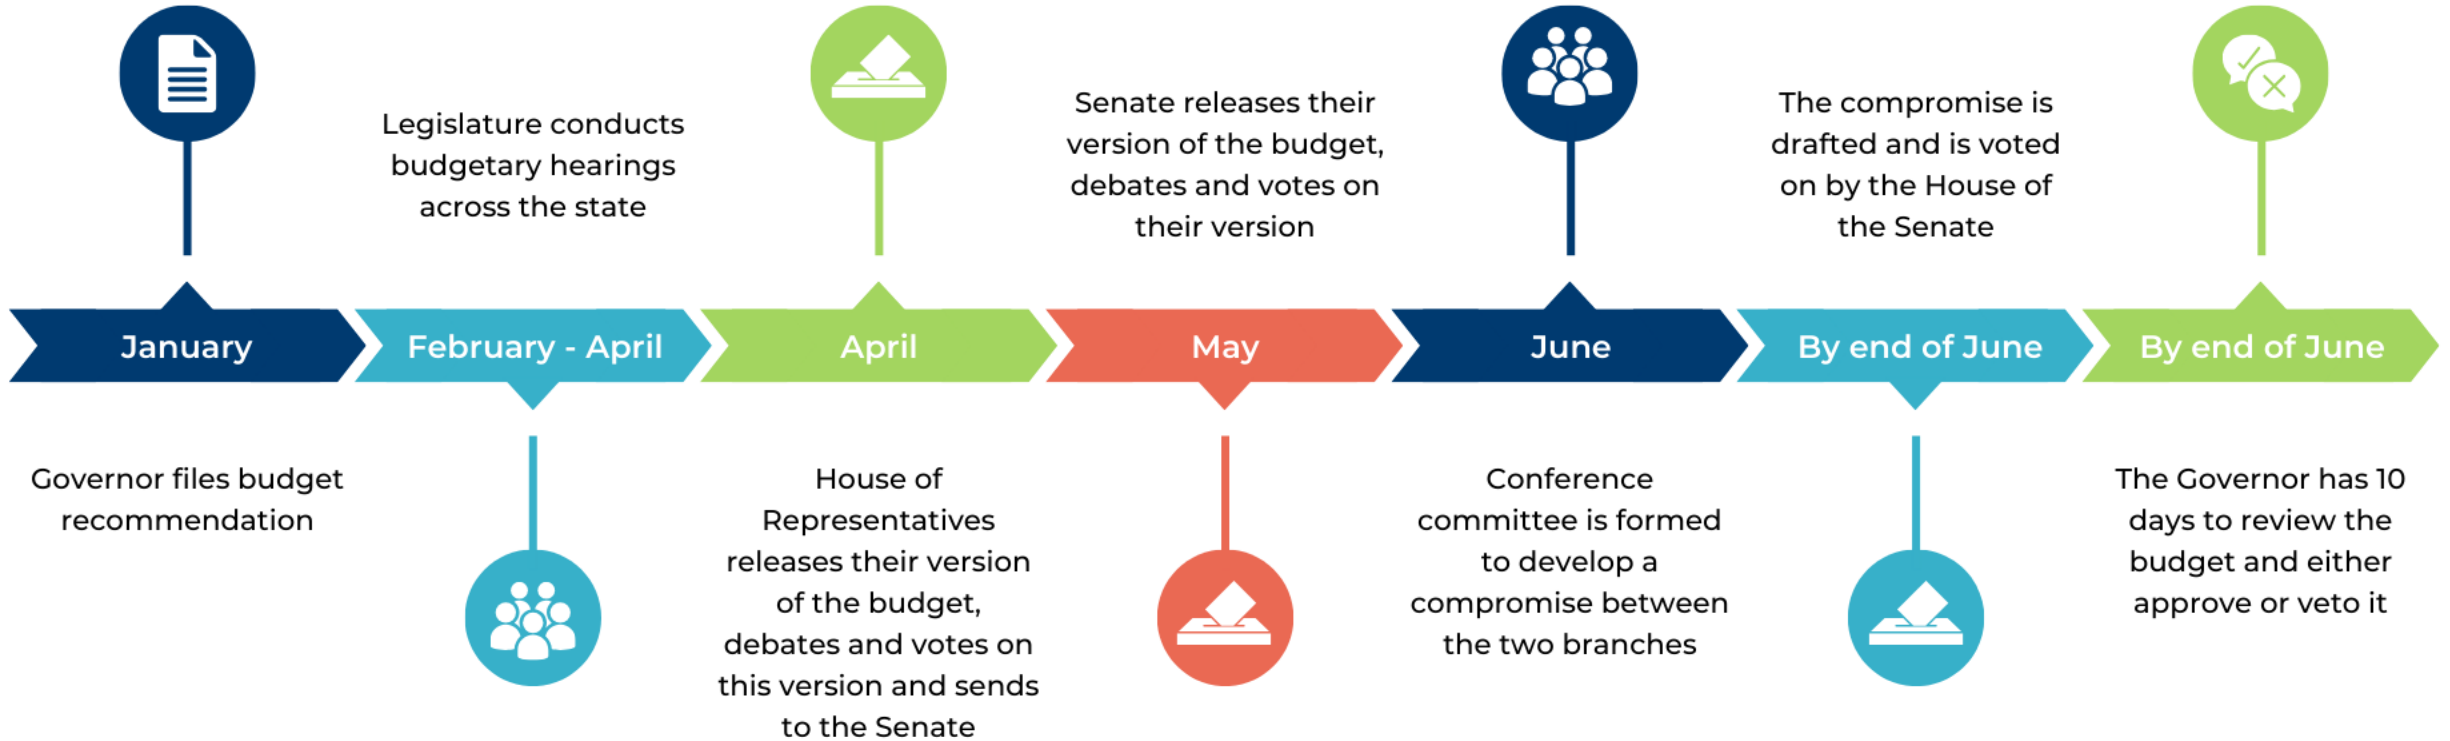 January
Governor files budget
recommendation
Legislature conducts
budgetary hearings
across the state
February - April
April
House of
Representatives
releases their version
of the budget,
debates and votes on
this version and sends
to the Senate
Senate releases their
version of the budget,
debates and votes on
their version
May
June
Conference
committee is formed
to develop a
compromise between
the two branches
The compromise is
drafted and is voted
on by the House of
the Senate
By end of June
By end of June
The Governor has 10
days to review the
budget and either
approve or veto it